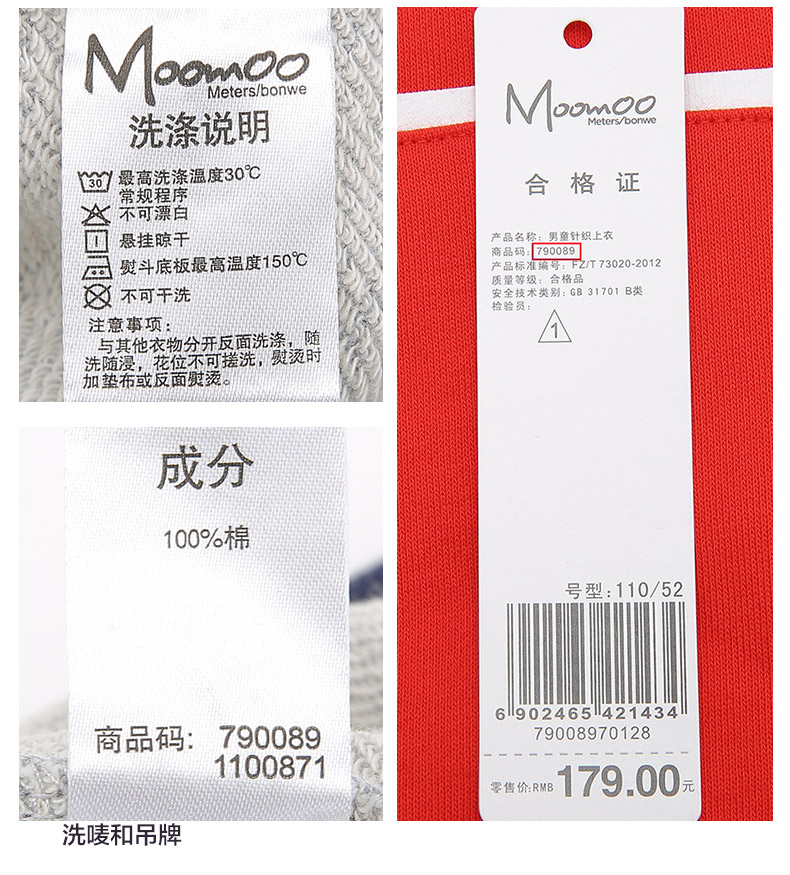 Moomoo
Meters/bonwe
洗涤说明
30
最高洗涤温度30℃
常规程序
不可漂白
悬挂晾干
熨斗底板最高温度150℃
不可干洗
注意事项:
与其他衣物分开反面洗涤,随
洗随浸,花位不可搓洗,熨烫时
加垫布或反面熨烫。
成分
100%棉
商品码: 790089
1100871
洗唛和吊牌
Moomoo
Meters/bonwe
合格证
产品名称: 男童针织上衣
商品码: 790089
产品标准编号: FZ/T 73020-2012
质量等级: 合格品
安全技术类别: GB 31701 B类
检验员:
1
号型:110/52
6 902465 421434
79008970128
零售价:RMB 179.00元